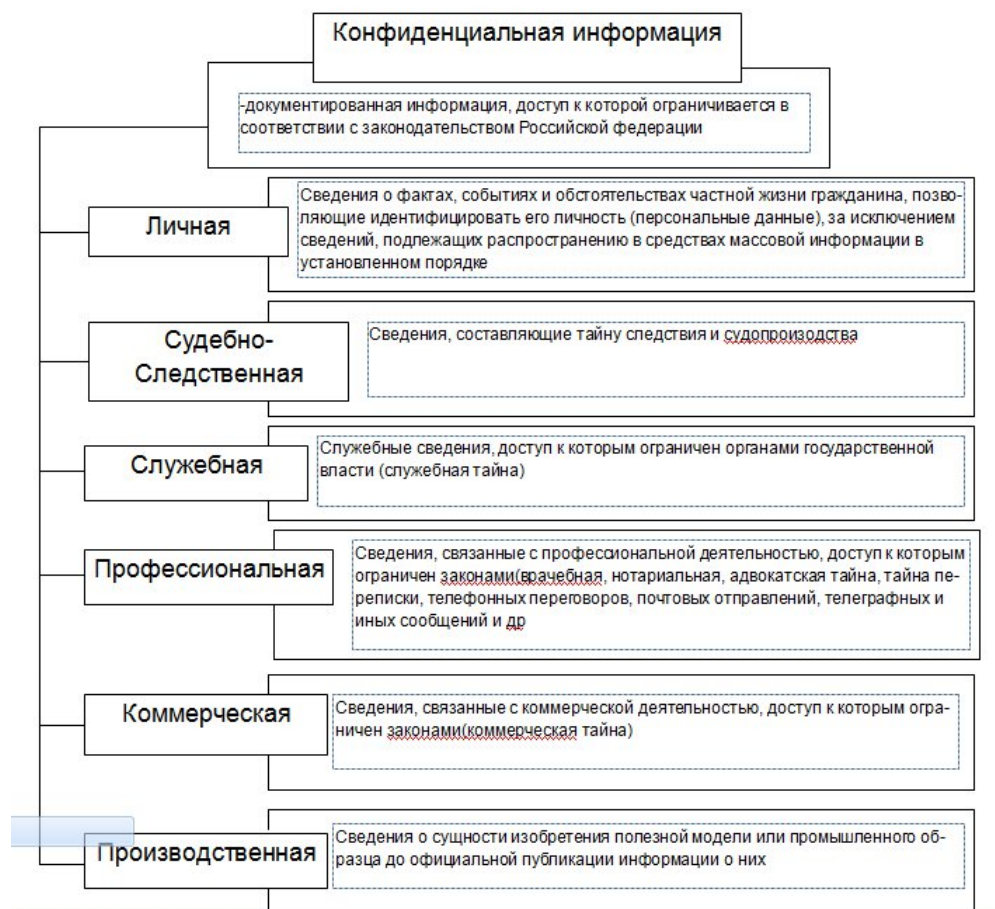 Конфиденциальная информация
-документированная информация, доступ к которой ограничивается в
соответствии с законодательством Российской федерации
Личная
Сведения о фактах, событиях и обстоятельствах частной жизни гражданина, позво-
ляющие идентифицировать его личность (персональные данные), за исключением
сведений, подлежащих распространению в средствах массовой информации в
установленном порядке
Судебно-
Следственная
Сведения, составляющие тайну следствия и судопроизодства
Служебная
Служебные сведения, доступ к которым ограничен органами государственной
власти (служебная тайна)
Профессиональная
Сведения, связанные с профессиональной деятельностью, доступ к которым
ограничен законами(врачебная, нотариальная, адвокатская тайна, тайна пе-
реписки, телефонных переговоров, почтовых отправлений, телеграфных и
иных сообщений и др
Коммерческая
Сведения, связанные с коммерческой деятельностью, доступ к которым огра-
ничен законами(коммерческая тайна)
Производственная
Сведения о сущности изобретения полезной модели или промышленного об-
разца до официальной публикации информации о них